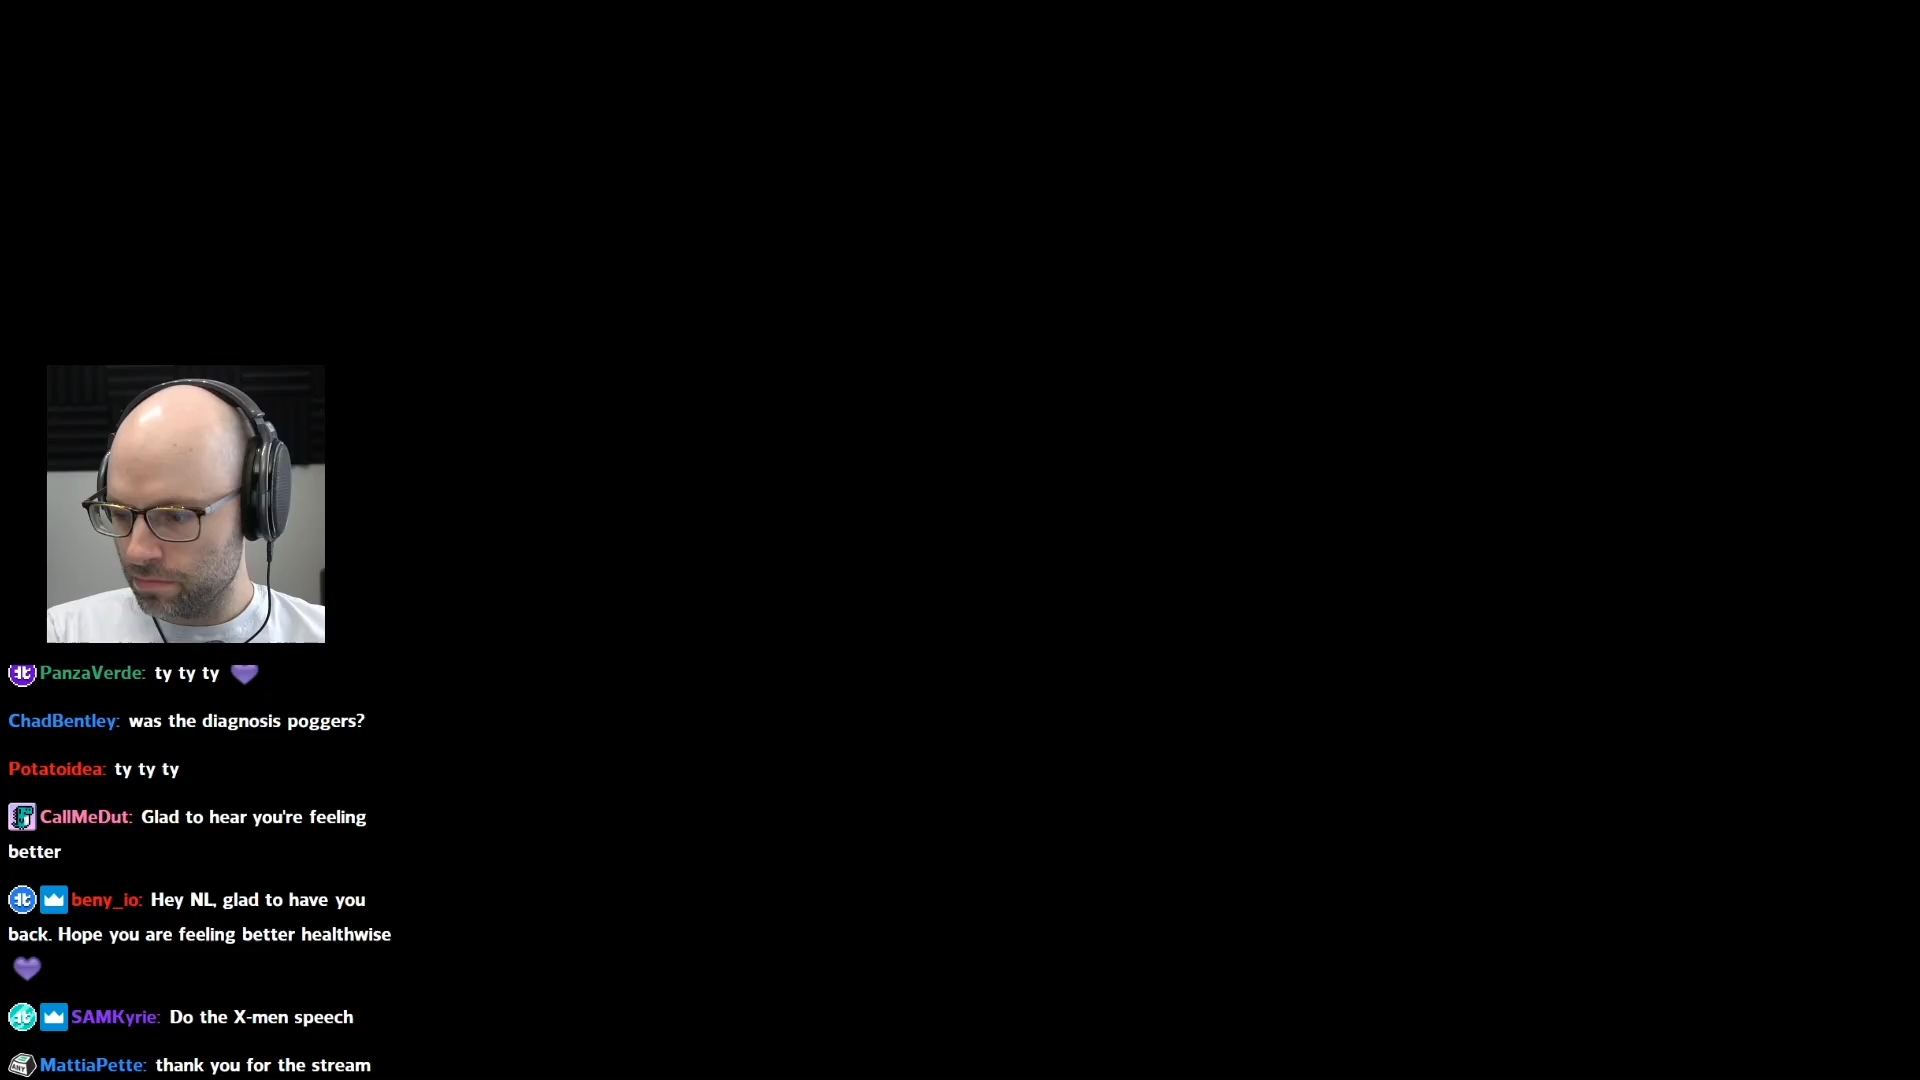 PanzaVerde: ty ty ty
ChadBentley: was the diagnosis poggers?
Potatoidea: ty ty ty
CallMeDut: Glad to hear you're feeling
better
beny_io: Hey NL, glad to have you
back. Hope you are feeling better healthwise
SAMKyrie: Do the X-men speech
ANY MattiaPette: thank you for the stream